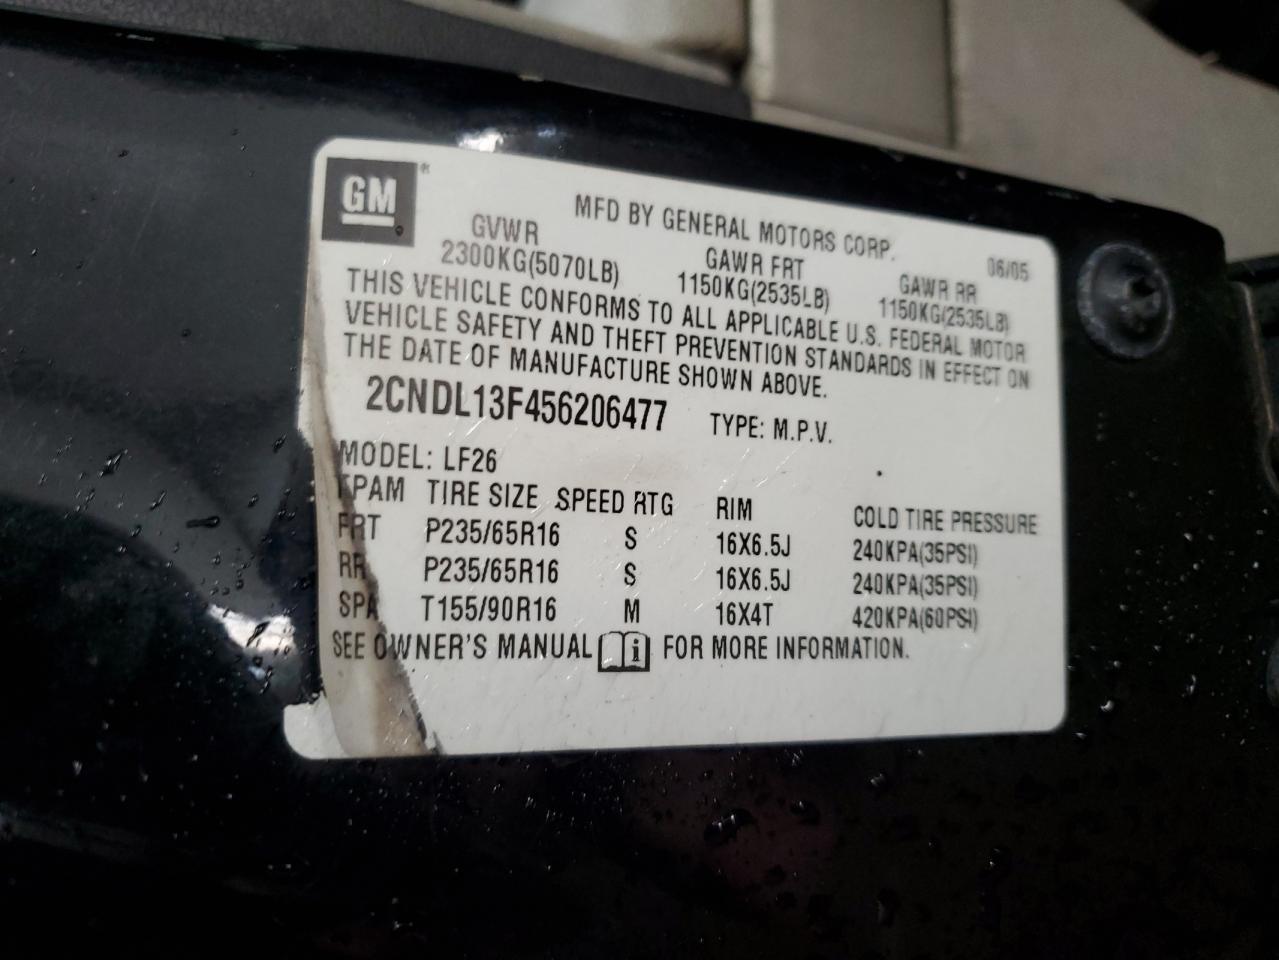 GM®
MFD BY GENERAL MOTORS CORP. 06/05
GVWR GAWR FRT GAWR RR
2300KG(5070LB) 1150KG(2535LB) 1150KG(2535LB)
THIS VEHICLE CONFORMS TO ALL APPLICABLE U.S. FEDERAL MOTOR
VEHICLE SAFETY AND THEFT PREVENTION STANDARDS IN EFFECT ON
THE DATE OF MANUFACTURE SHOWN ABOVE.
2CNDL13F456206477 TYPE: M.P.V.
MODEL: LF26
TPAM TIRE SIZE SPEED RTG RIM COLD TIRE PRESSURE
FRT P235/65R16 S 16X6.5J 240KPA(35PSI)
RR P235/65R16 S 16X6.5J 240KPA(35PSI)
SPA T155/90R16 M 16X4T 420KPA(60PSI)
SEE OWNER'S MANUAL i FOR MORE INFORMATION.